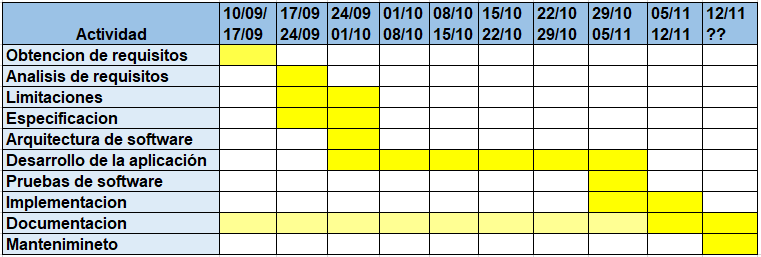 Actividad 10/09/ 17/09 24/09 01/10 08/10 15/10 22/10 29/10 05/11 12/11
17/09 24/09 01/10 08/10 15/10 22/10 29/10 05/11 12/11 ??
Obtencion de requisitos
Analisis de requisitos
Limitaciones
Especificacion
Arquitectura de software
Desarrollo de la aplicación
Pruebas de software
Implementacion
Documentacion
Mantenimineto